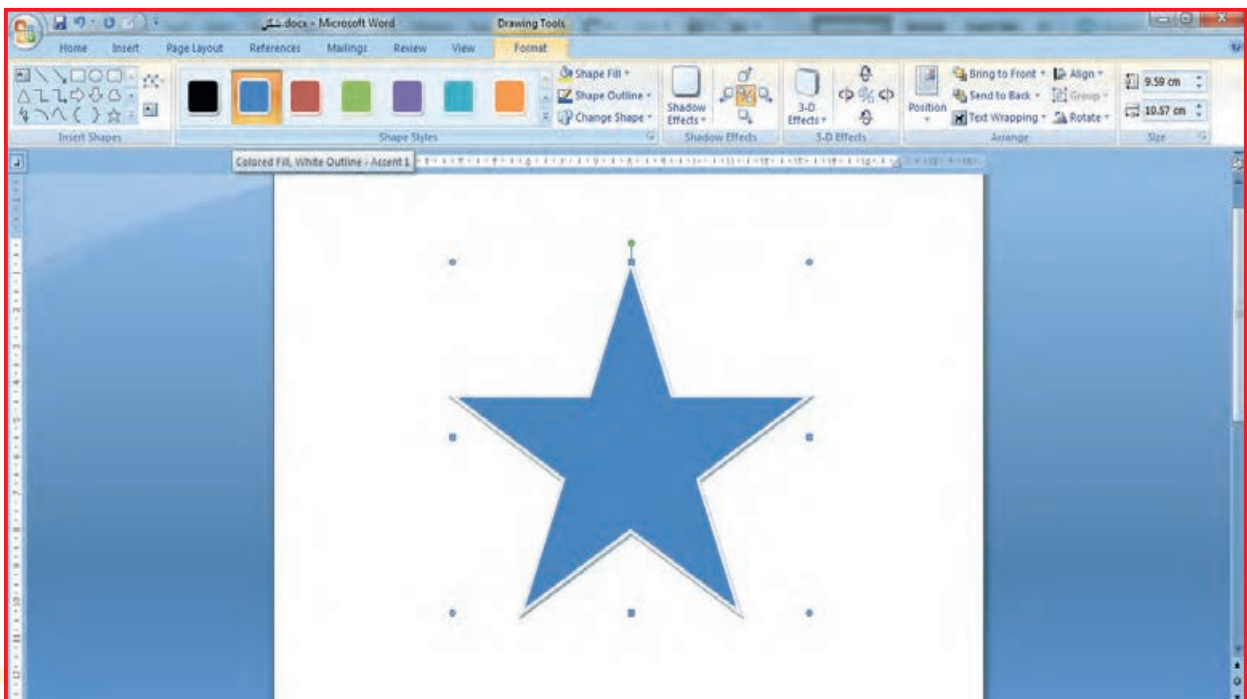 شکل.docx - Microsoft Word
Drawing Tools
Home Insert Page Layout References Mailings Review View Format
Shape Fill
Shape Outline
Change Shape
Shadow Effects
3-D Effects
Position
Bring to Front
Send to Back
Text Wrapping
Align
Group
Rotate
9.59 cm
10.57 cm
Insert Shapes
Shape Styles
Shadow Effects
3-D Effects
Arrange
Size
Colored Fill, White Outline - Accent 1